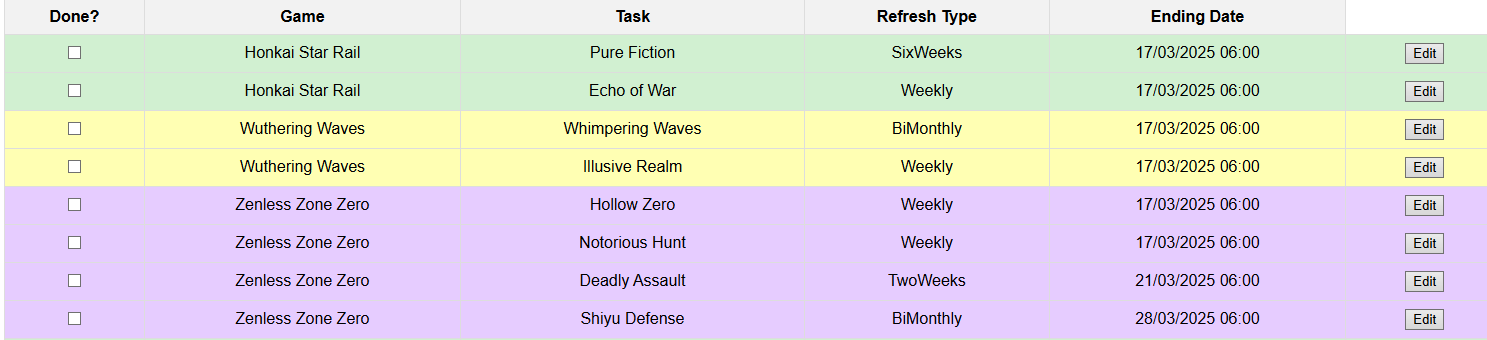 Done? Game Task Refresh Type Ending Date
Honkai Star Rail Pure Fiction SixWeeks 17/03/2025 06:00 Edit
Honkai Star Rail Echo of War Weekly 17/03/2025 06:00 Edit
Wuthering Waves Whimpering Waves BiMonthly 17/03/2025 06:00 Edit
Wuthering Waves Illusive Realm Weekly 17/03/2025 06:00 Edit
Zenless Zone Zero Hollow Zero Weekly 17/03/2025 06:00 Edit
Zenless Zone Zero Notorious Hunt Weekly 17/03/2025 06:00 Edit
Zenless Zone Zero Deadly Assault TwoWeeks 21/03/2025 06:00 Edit
Zenless Zone Zero Shiyu Defense BiMonthly 28/03/2025 06:00 Edit